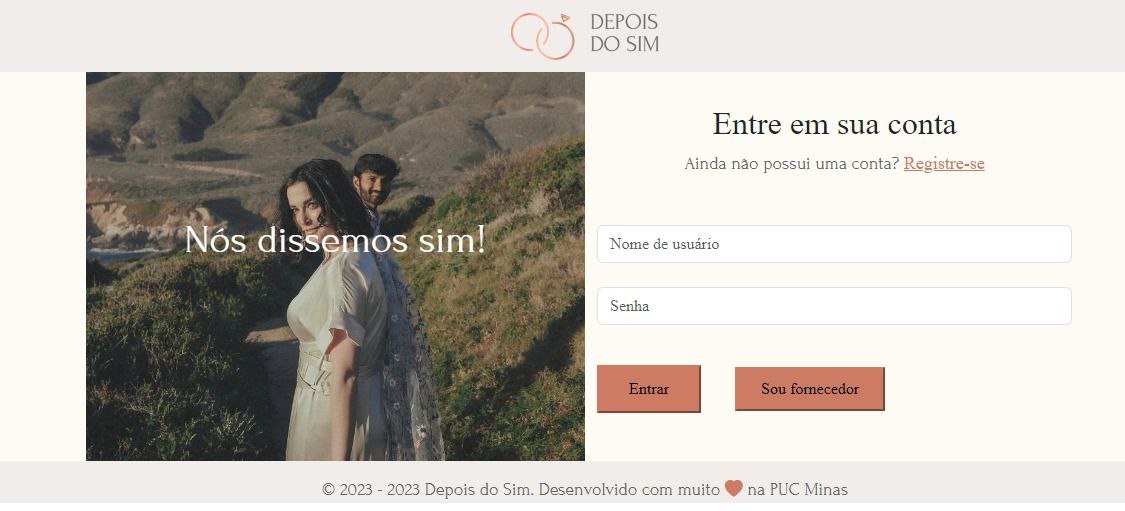 DEPOIS
DO SIM
Nós dissemos sim!
Entre em sua conta
Ainda não possui uma conta? Registre-se
Nome de usuário
Senha
Entrar
Sou fornecedor
© 2023 - 2023 Depois do Sim. Desenvolvido com muito na PUC Minas